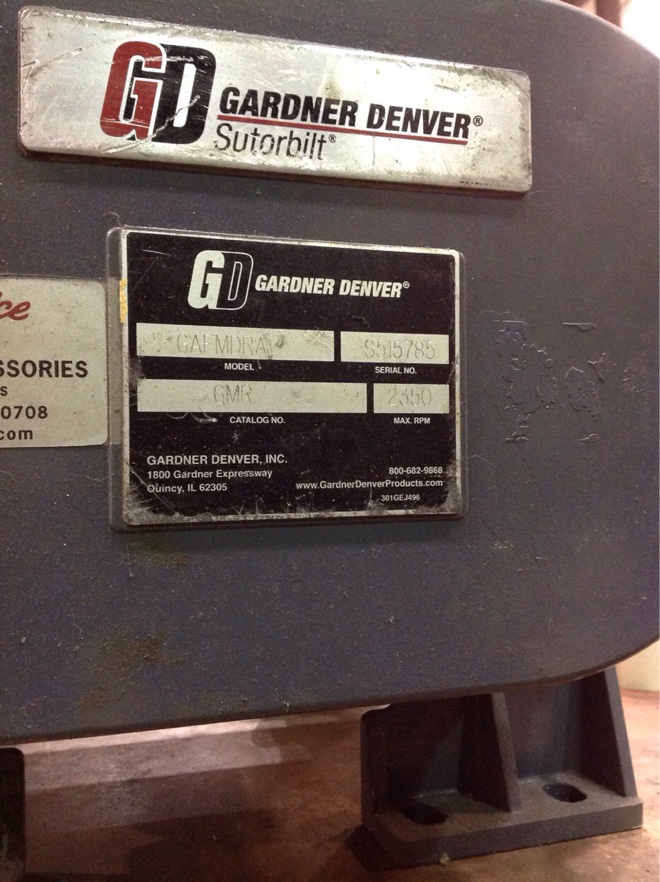 GD GARDNER DENVER®
Sutorbilt®
GD GARDNER DENVER®
GAFMDRA S515785
MODEL SERIAL NO.
GMR 2350
CATALOG NO. MAX. RPM
GARDNER DENVER, INC.
1800 Gardner Expressway
Quincy, IL 62305
800-682-9868
www.GardnerDenverProducts.com
301GEJ496
ce
SSORIES
s
0708
com